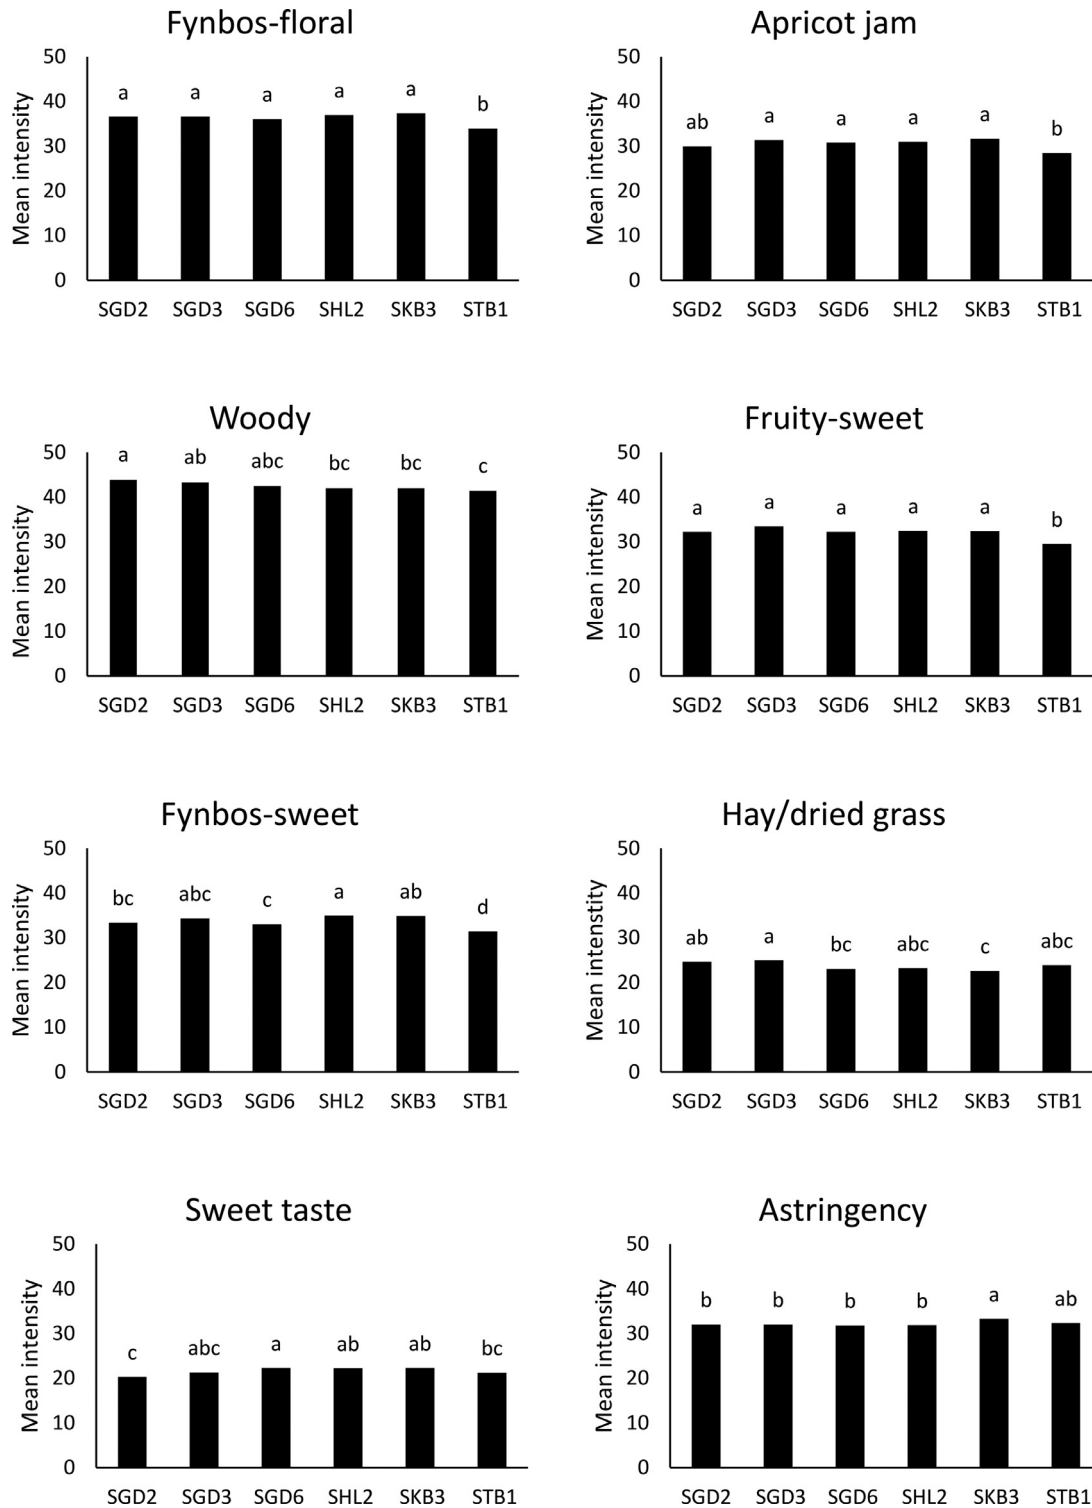 Fynbos-floral
50
40
30
20
10
0
Mean intensity
a a a a a b
SGD2 SGD3 SGD6 SHL2 SKB3 STB1
Apricot jam
50
40
30
20
10
0
Mean intensity
ab a a a a b
SGD2 SGD3 SGD6 SHL2 SKB3 STB1
Woody
50
40
30
20
10
0
Mean intensity
a ab abc bc bc c
SGD2 SGD3 SGD6 SHL2 SKB3 STB1
Fruity-sweet
50
40
30
20
10
0
Mean intensity
a a a a a b
SGD2 SGD3 SGD6 SHL2 SKB3 STB1
Fynbos-sweet
50
40
30
20
10
0
Mean intensity
bc abc c a ab d
SGD2 SGD3 SGD6 SHL2 SKB3 STB1
Hay/dried grass
50
40
30
20
10
0
Mean intenstity
ab a bc abc c abc
SGD2 SGD3 SGD6 SHL2 SKB3 STB1
Sweet taste
50
40
30
20
10
0
Mean intensity
c abc a ab ab bc
SGD2 SGD3 SGD6 SHL2 SKB3 STB1
Astringency
50
40
30
20
10
0
Mean intensity
b b b b a ab
SGD2 SGD3 SGD6 SHL2 SKB3 STB1